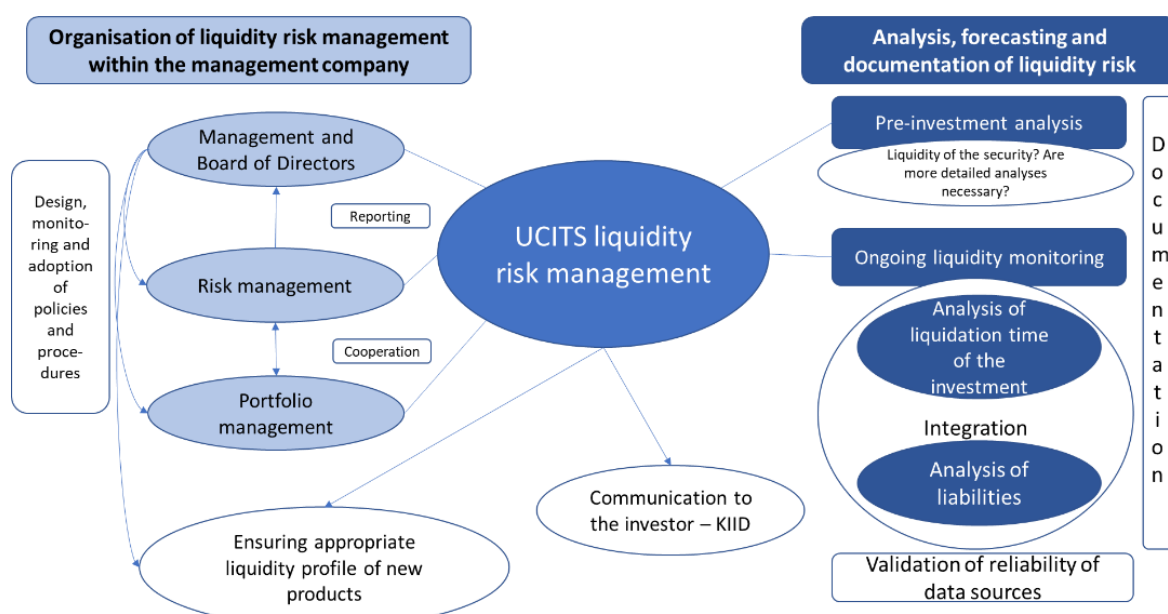 Organisation of liquidity risk management
within the management company
Analysis, forecasting and
documentation of liquidity risk
Management and
Board of Directors
Design,
monito-
ring and
adoption
of
policies
and
proce-
dures
Reporting
Risk management
Cooperation
Portfolio
management
Ensuring appropriate
liquidity profile of new
products
UCITS liquidity
risk management
Communication to
the investor – KIID
Pre-investment analysis
Liquidity of the security? Are
more detailed analyses
necessary?
Ongoing liquidity monitoring
Analysis of
liquidation time
of the
investment
Integration
Analysis of
liabilities
Validation of reliability of
data sources
D
o
c
u
m
e
n
t
a
t
i
o
n